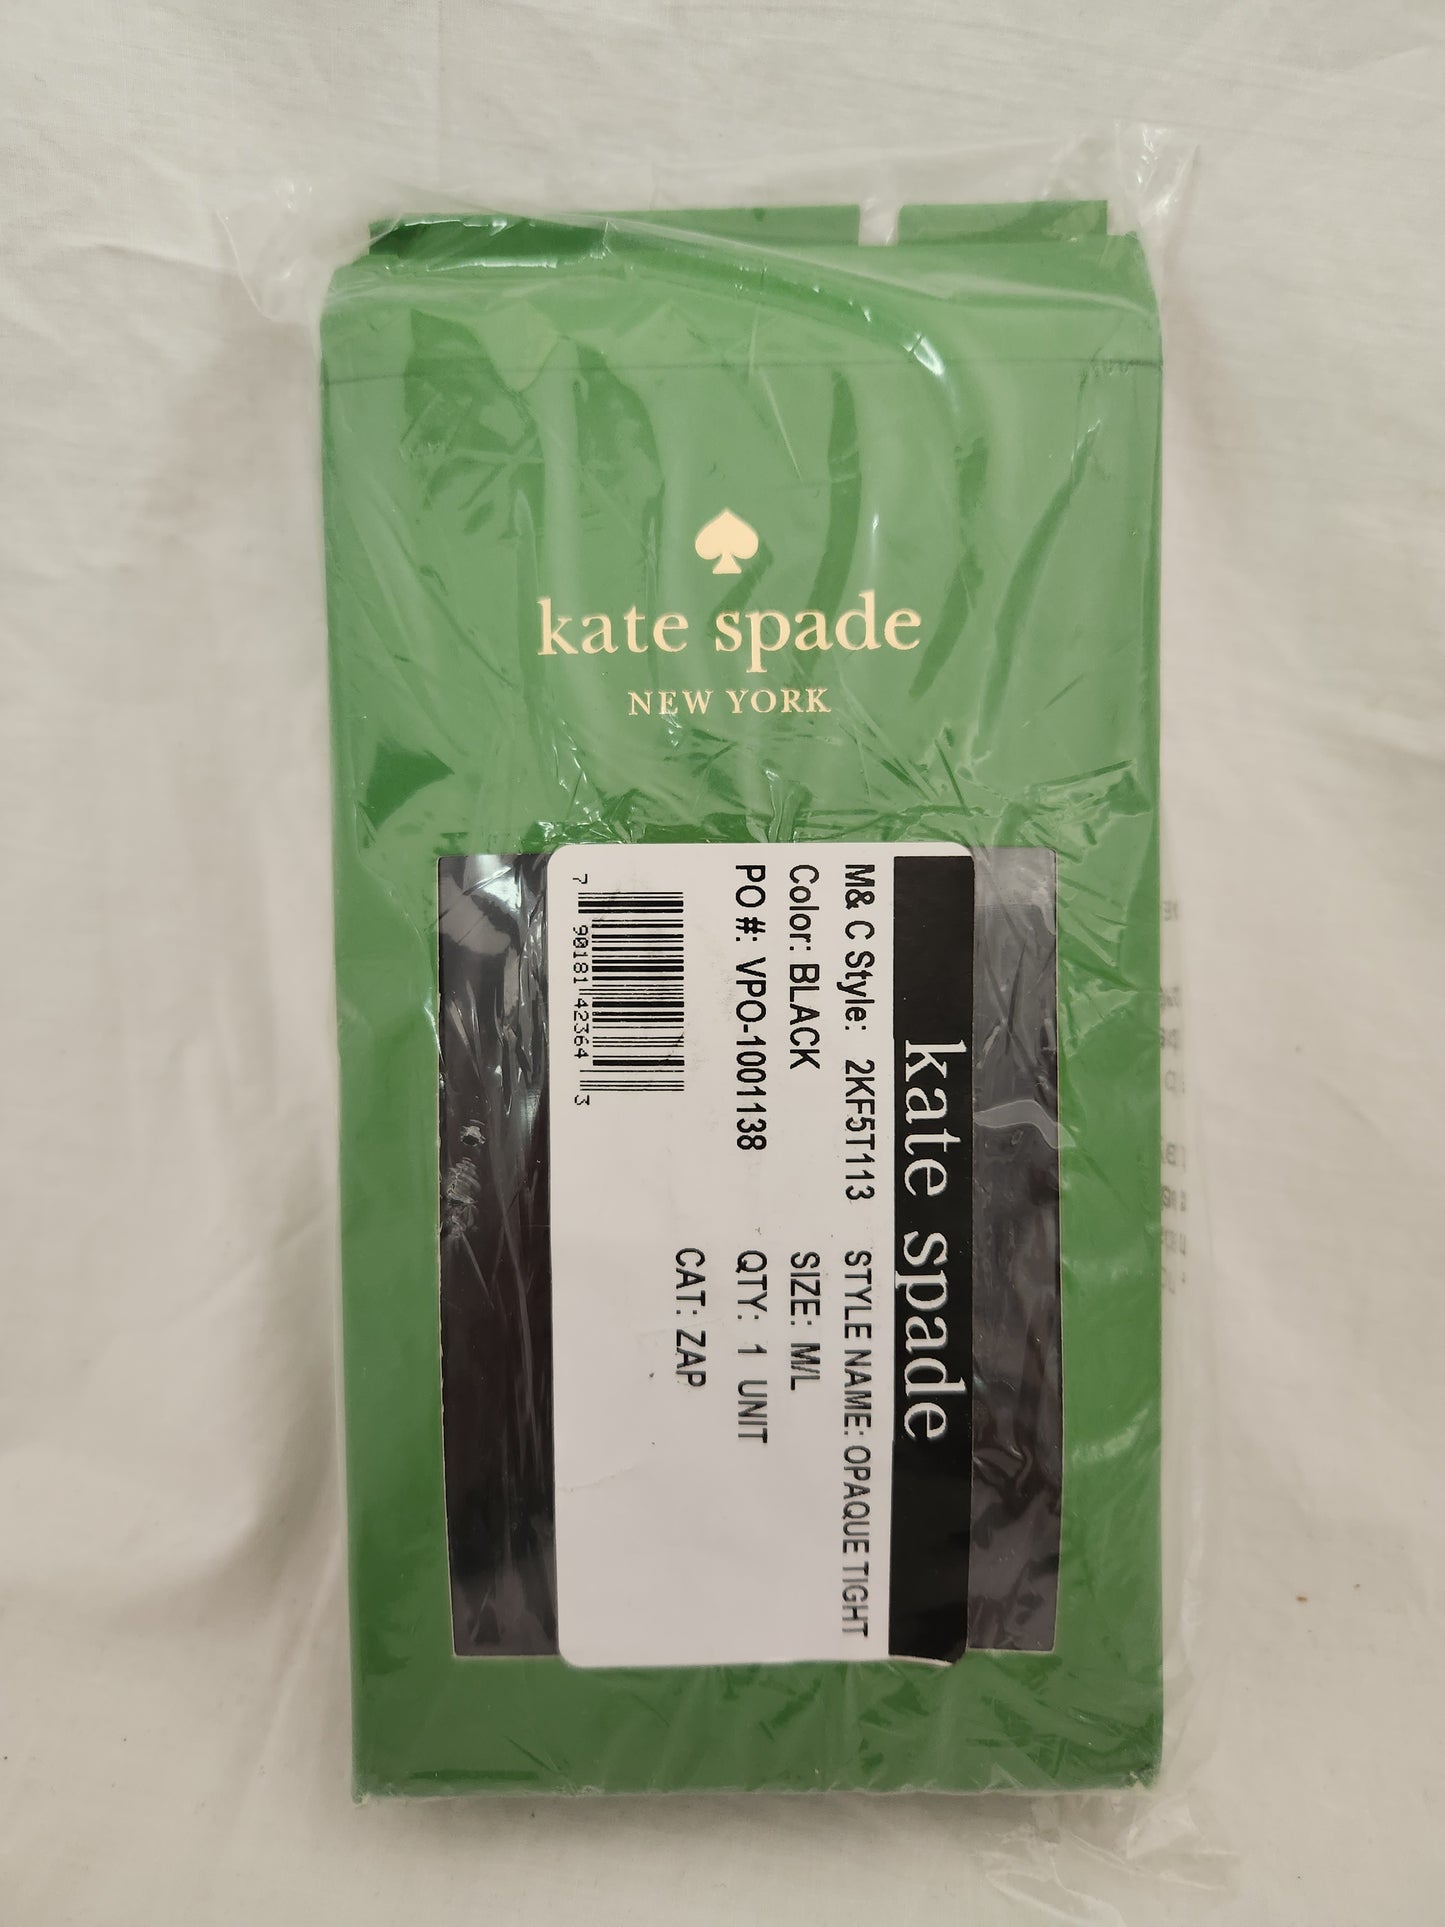 kate spade
NEW YORK
kate spade
M& C Style: 2KF5T113 STYLE NAME: OPAQUE TIGHT
Color: BLACK SIZE: M/L
PO #: VPO-1001138 QTY: 1 UNIT
CAT: ZAP
7 90181 42364 3